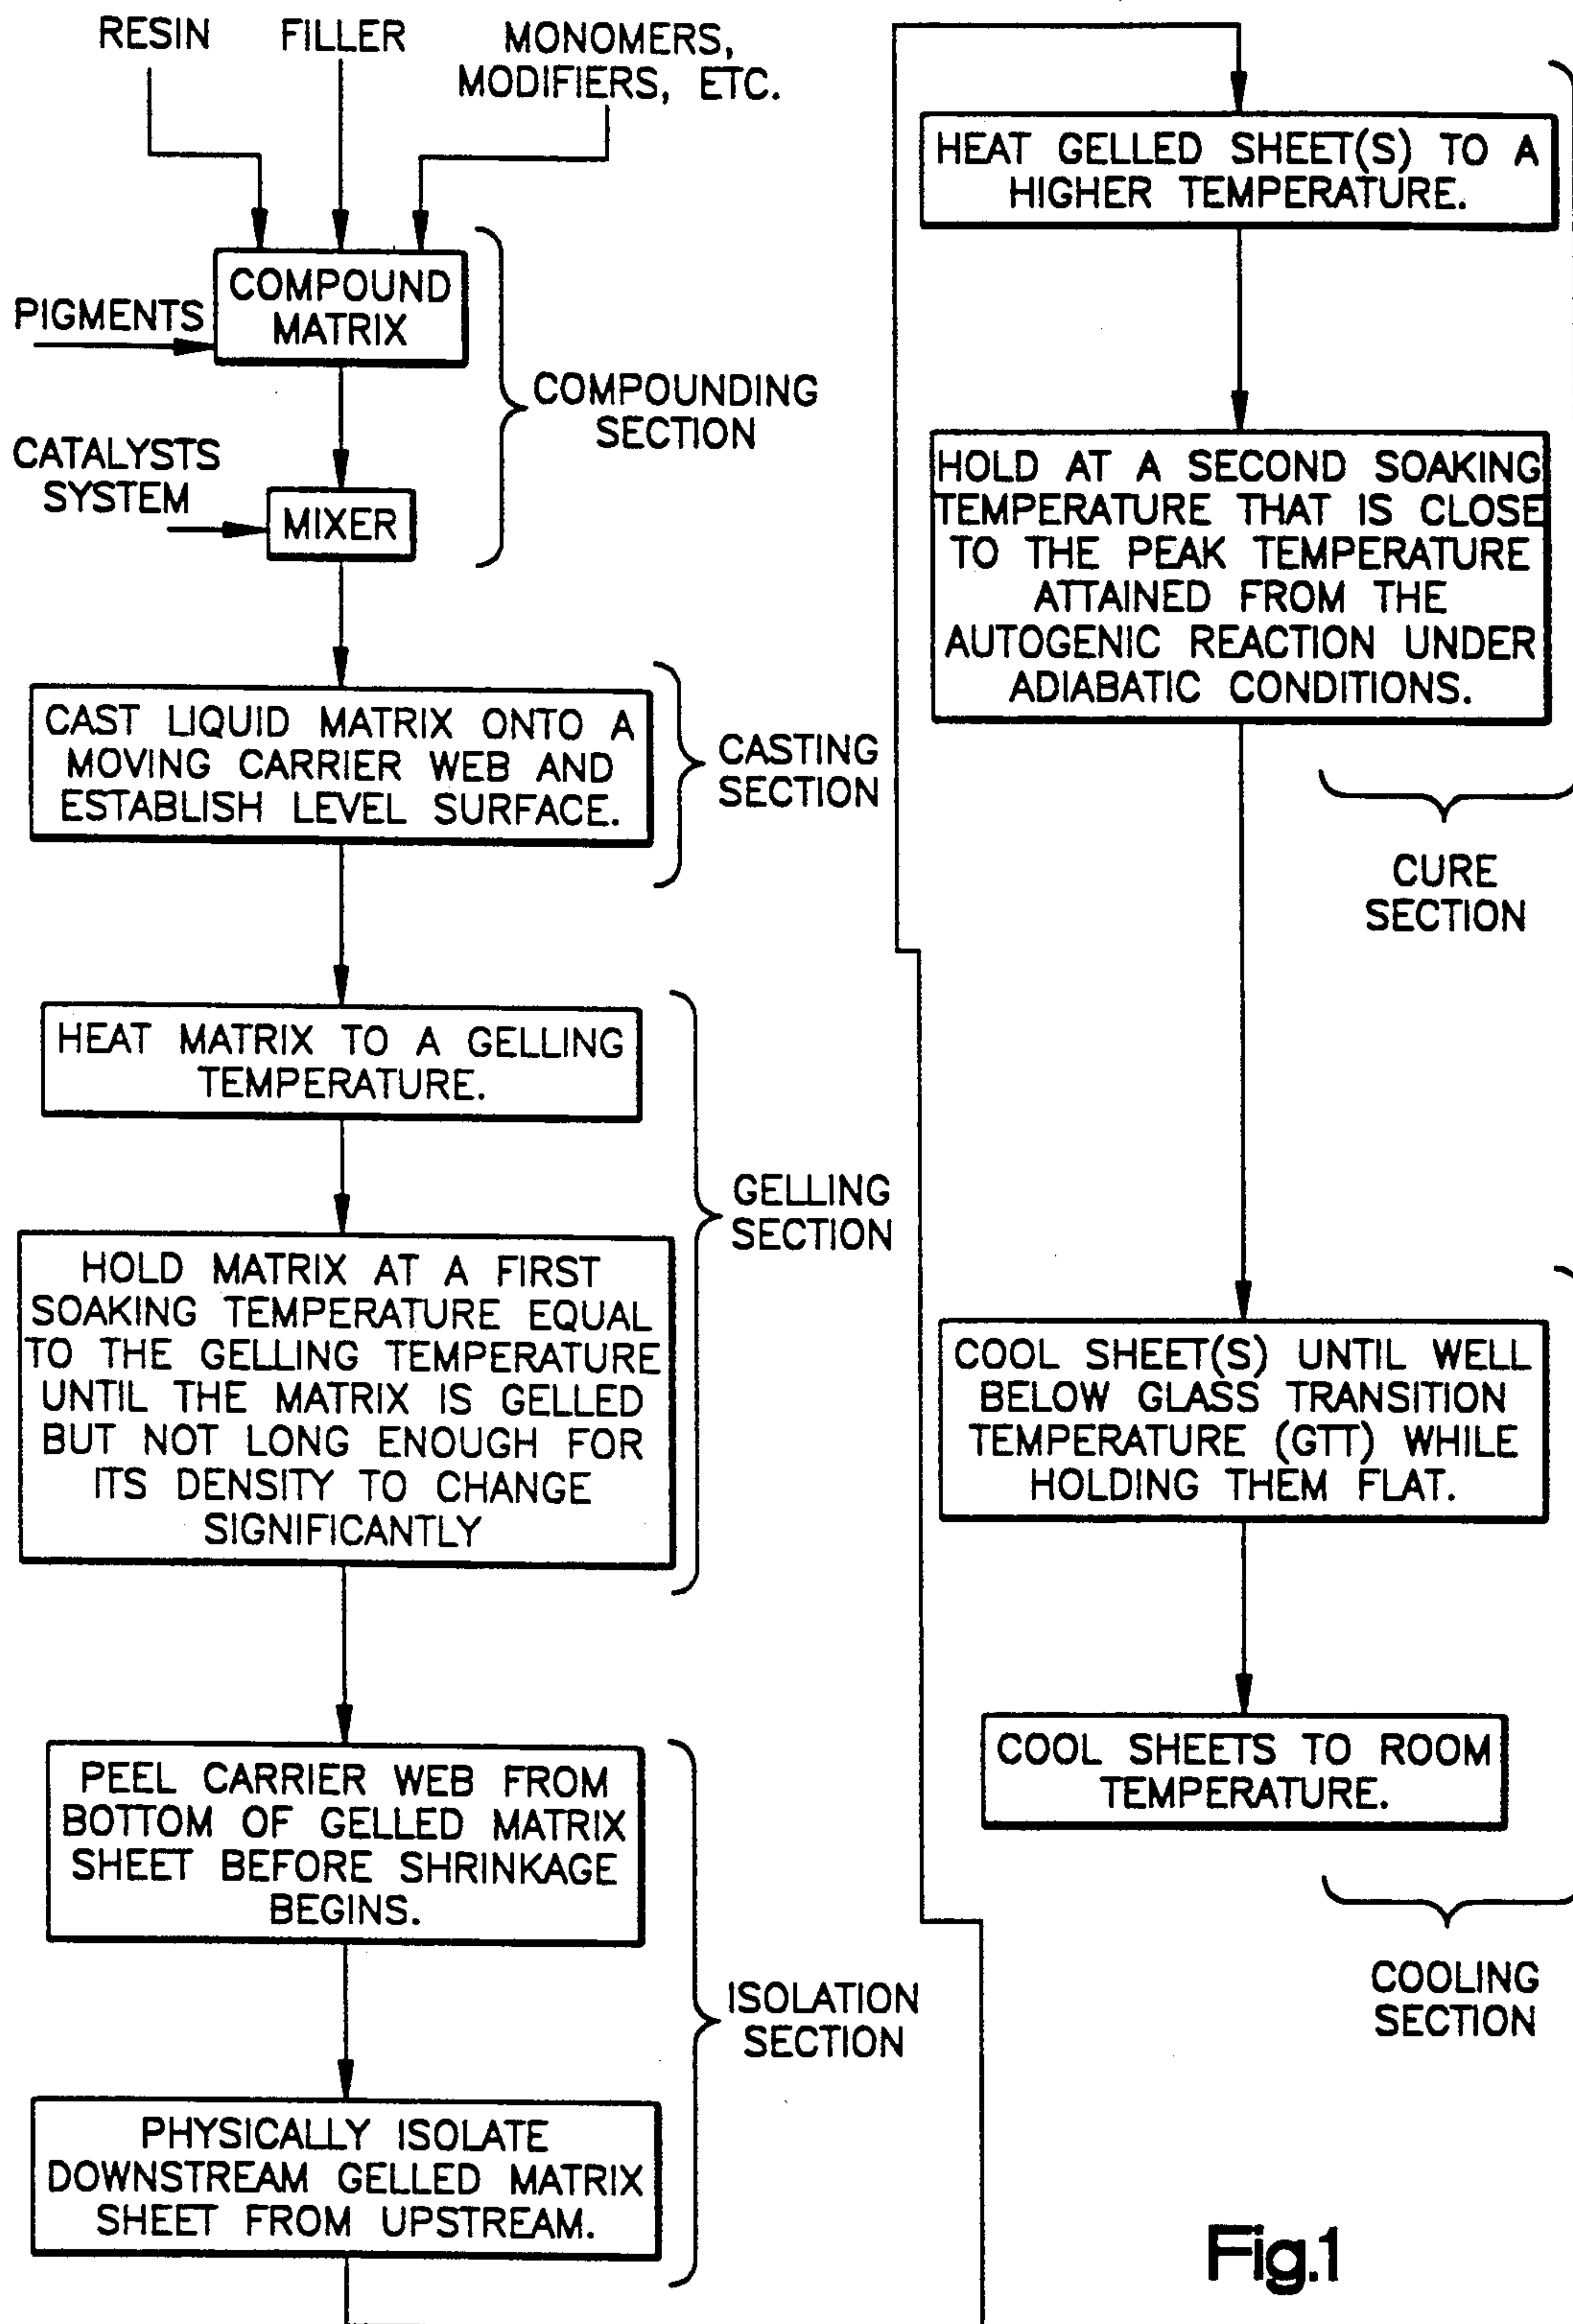 RESIN
FILLER
MONOMERS,
MODIFIERS, ETC.
COMPOUND
MATRIX
PIGMENTS
CATALYSTS
SYSTEM
MIXER
COMPOUNDING
SECTION
CAST LIQUID MATRIX ONTO A
MOVING CARRIER WEB AND
ESTABLISH LEVEL SURFACE.
CASTING
SECTION
HEAT MATRIX TO A GELLING
TEMPERATURE.
HOLD MATRIX AT A FIRST
SOAKING TEMPERATURE EQUAL
TO THE GELLING TEMPERATURE
UNTIL THE MATRIX IS GELLED
BUT NOT LONG ENOUGH FOR
ITS DENSITY TO CHANGE
SIGNIFICANTLY
GELLING
SECTION
PEEL CARRIER WEB FROM
BOTTOM OF GELLED MATRIX
SHEET BEFORE SHRINKAGE
BEGINS.
PHYSICALLY ISOLATE
DOWNSTREAM GELLED MATRIX
SHEET FROM UPSTREAM.
ISOLATION
SECTION
HEAT GELLED SHEET(S) TO A
HIGHER TEMPERATURE.
HOLD AT A SECOND SOAKING
TEMPERATURE THAT IS CLOSE
TO THE PEAK TEMPERATURE
ATTAINED FROM THE
AUTOGENIC REACTION UNDER
ADIABATIC CONDITIONS.
CURE
SECTION
COOL SHEET(S) UNTIL WELL
BELOW GLASS TRANSITION
TEMPERATURE (GTT) WHILE
HOLDING THEM FLAT.
COOL SHEETS TO ROOM
TEMPERATURE.
COOLING
SECTION
Fig.1